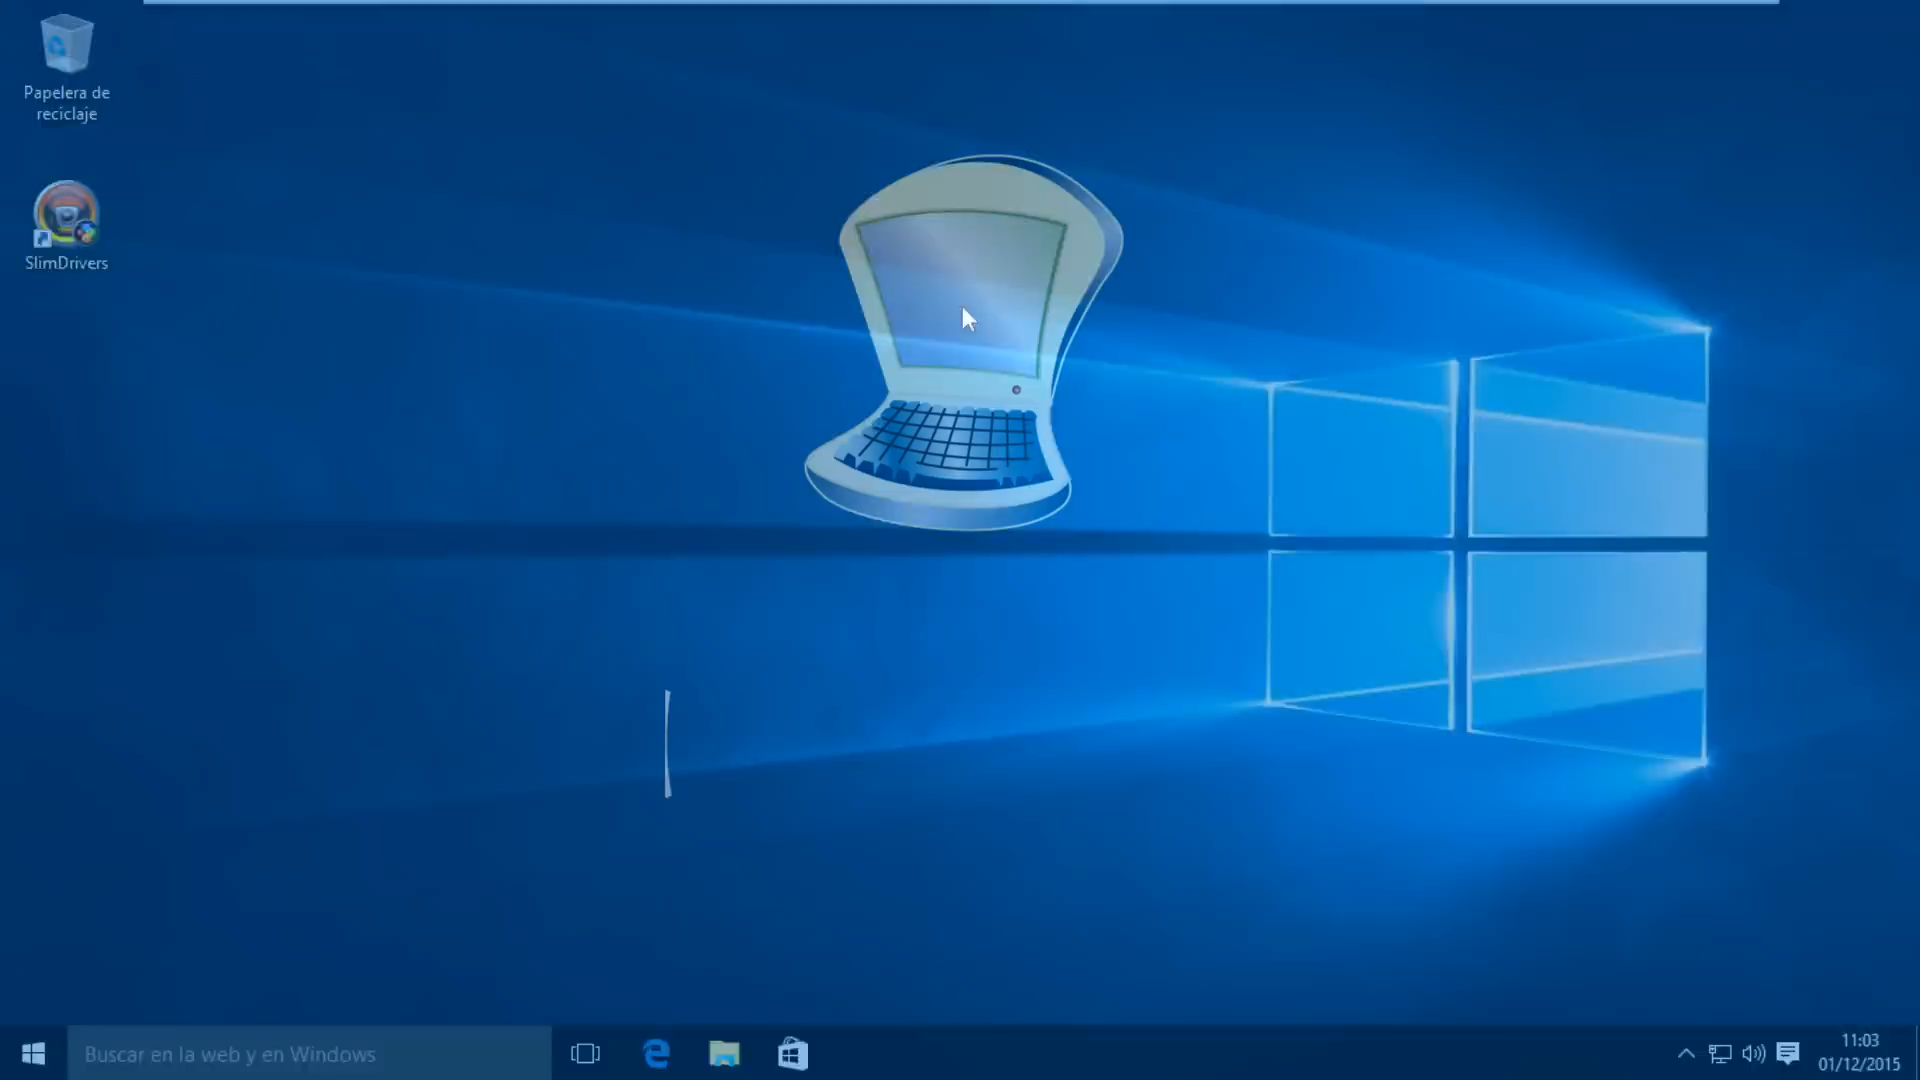 Papelera de
reciclaje
SlimDrivers
Buscar en la web y en Windows
11:03
01/12/2015